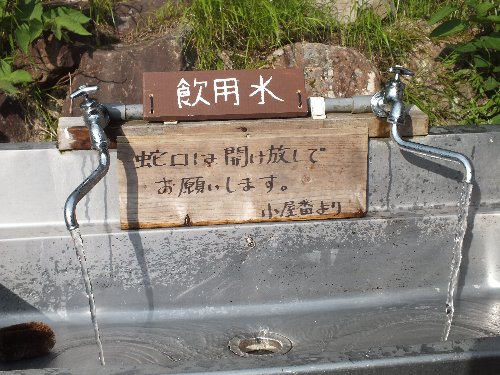 飲用水
蛇口は開け放しで
お願いします。
小屋番より